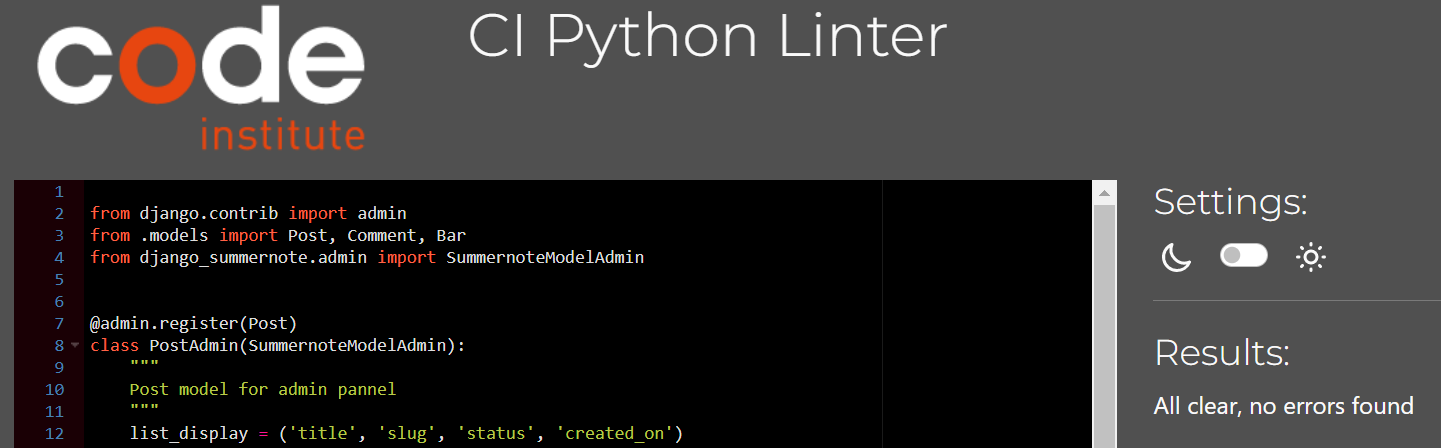 code
institute
CI Python Linter
1
2 from django.contrib import admin
3 from .models import Post, Comment, Bar
4 from django_summernote.admin import SummernoteModelAdmin
5
6
7 @admin.register(Post)
8 class PostAdmin(SummernoteModelAdmin):
9     """
10     Post model for admin pannel
11     """
12     list_display = ('title', 'slug', 'status', 'created_on')
Settings:
Results:
All clear, no errors found